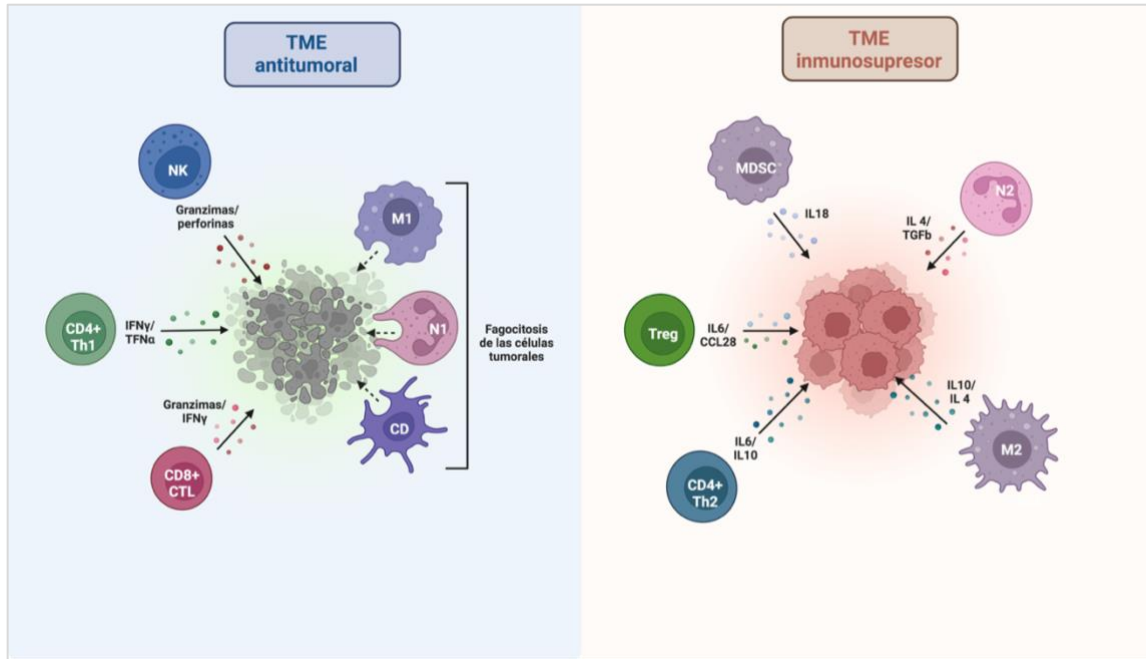 TME
antitumoral
NK
Granzimas/
perforinas
CD4+
Th1
IFNγ/
TFNα
Granzimas/
IFNγ
CD8+
CTL
M1
N1
CD
Fagocitosis
de las células
tumorales
TME
inmunosupresor
MDSC
IL18
N2
IL 4/
TGFb
Treg
IL6/
CCL28
IL6/
IL10
CD4+
Th2
IL10/
IL 4
M2